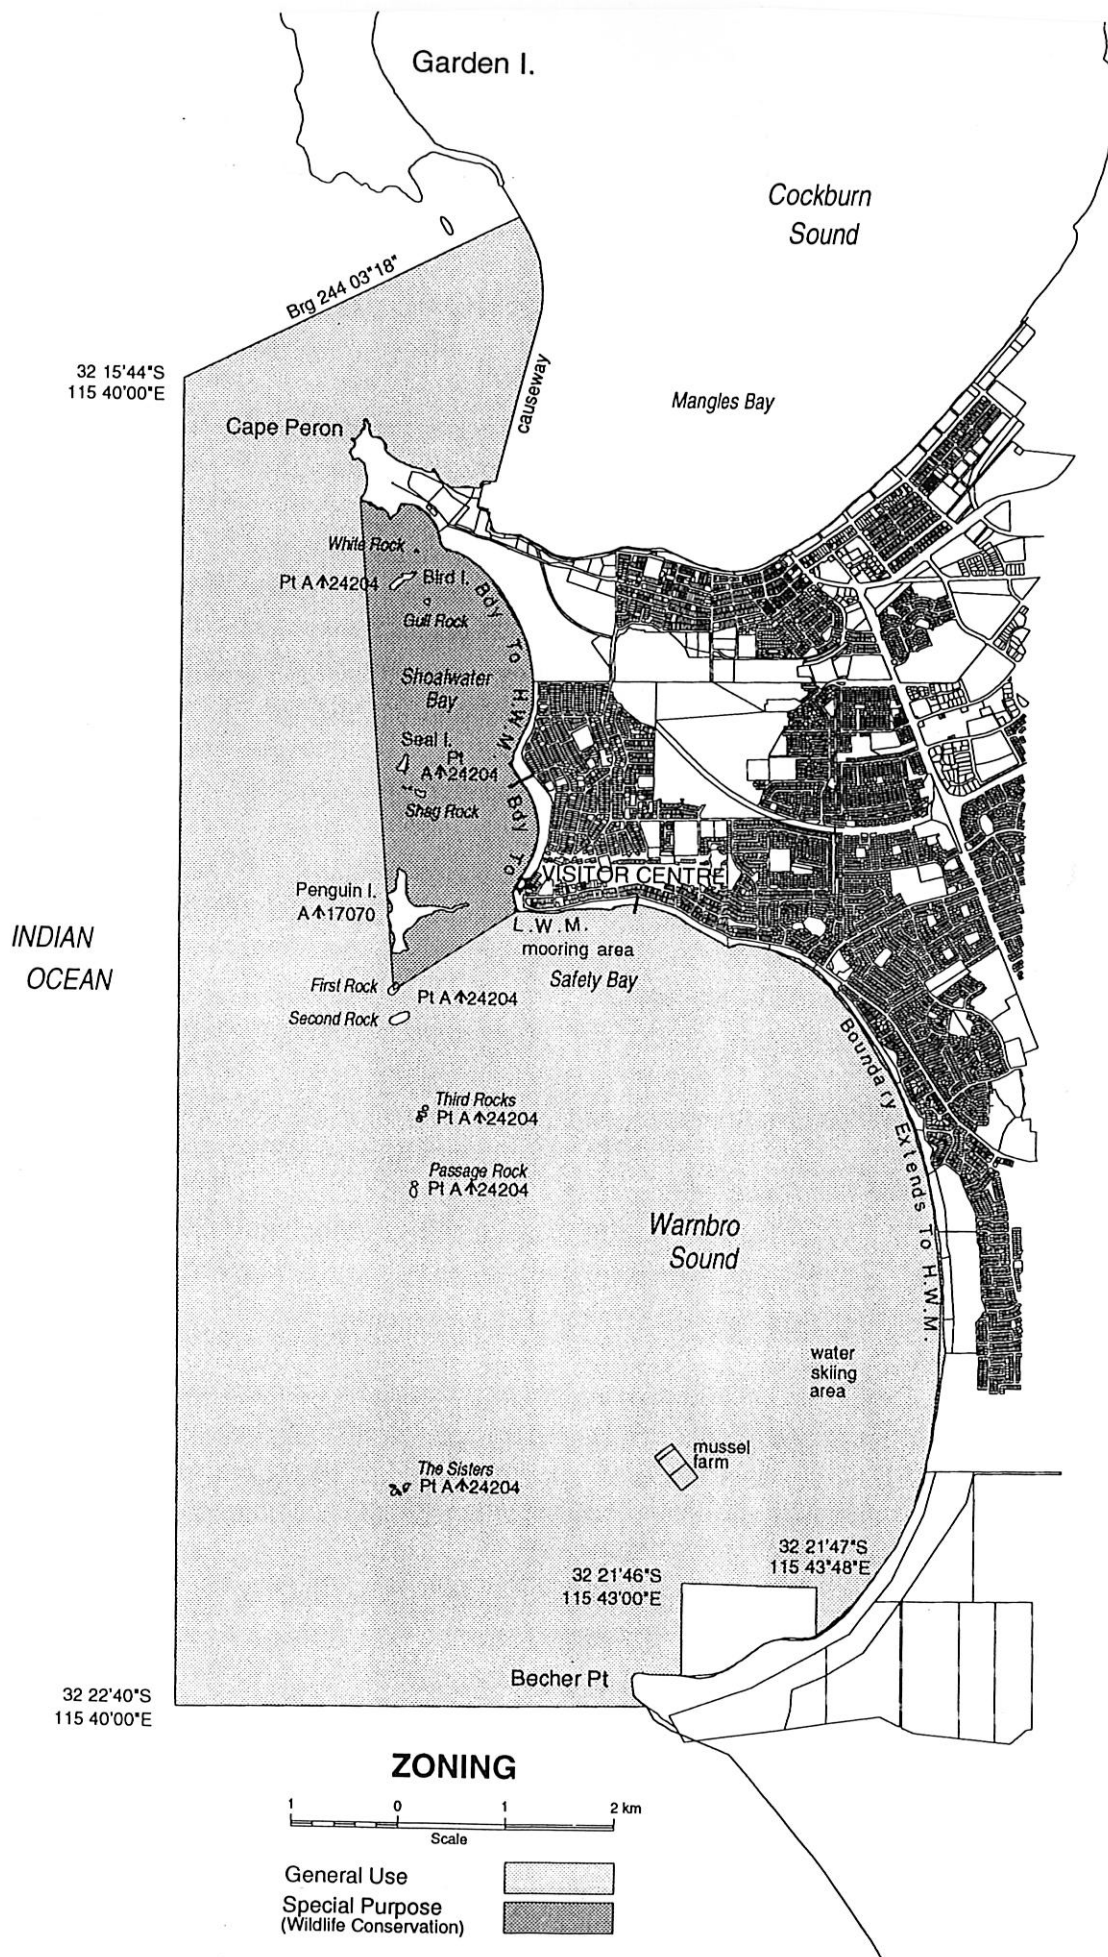 Garden I.
Cockburn
Sound
Brg 244 03"18"
32 15'44"S
115 40'00"E
causeway
Mangles Bay
Cape Peron
White Rock
Pt A↑24204
Bird I.
Gull Rock
Bdy To H.W.M.
Shoalwater
Bay
Seal I.
Pt
A↑24204
Shag Rock
Bdy To
L.W.M.
VISITOR CENTRE
Penguin I.
A↑17070
mooring area
Safety Bay
INDIAN
OCEAN
First Rock
Pt A↑24204
Second Rock
Boundary Extends To H.W.M.
Third Rocks
Pt A↑24204
Passage Rock
Pt A↑24204
Warnbro
Sound
water
skiing
area
mussel
farm
The Sisters
Pt A↑24204
32 21'47"S
115 43"48"E
32 21'46"S
115 43'00"E
Becher Pt
32 22'40"S
115 40'00"E
ZONING
1 0 1 2 km
Scale
General Use
Special Purpose
(Wildlife Conservation)